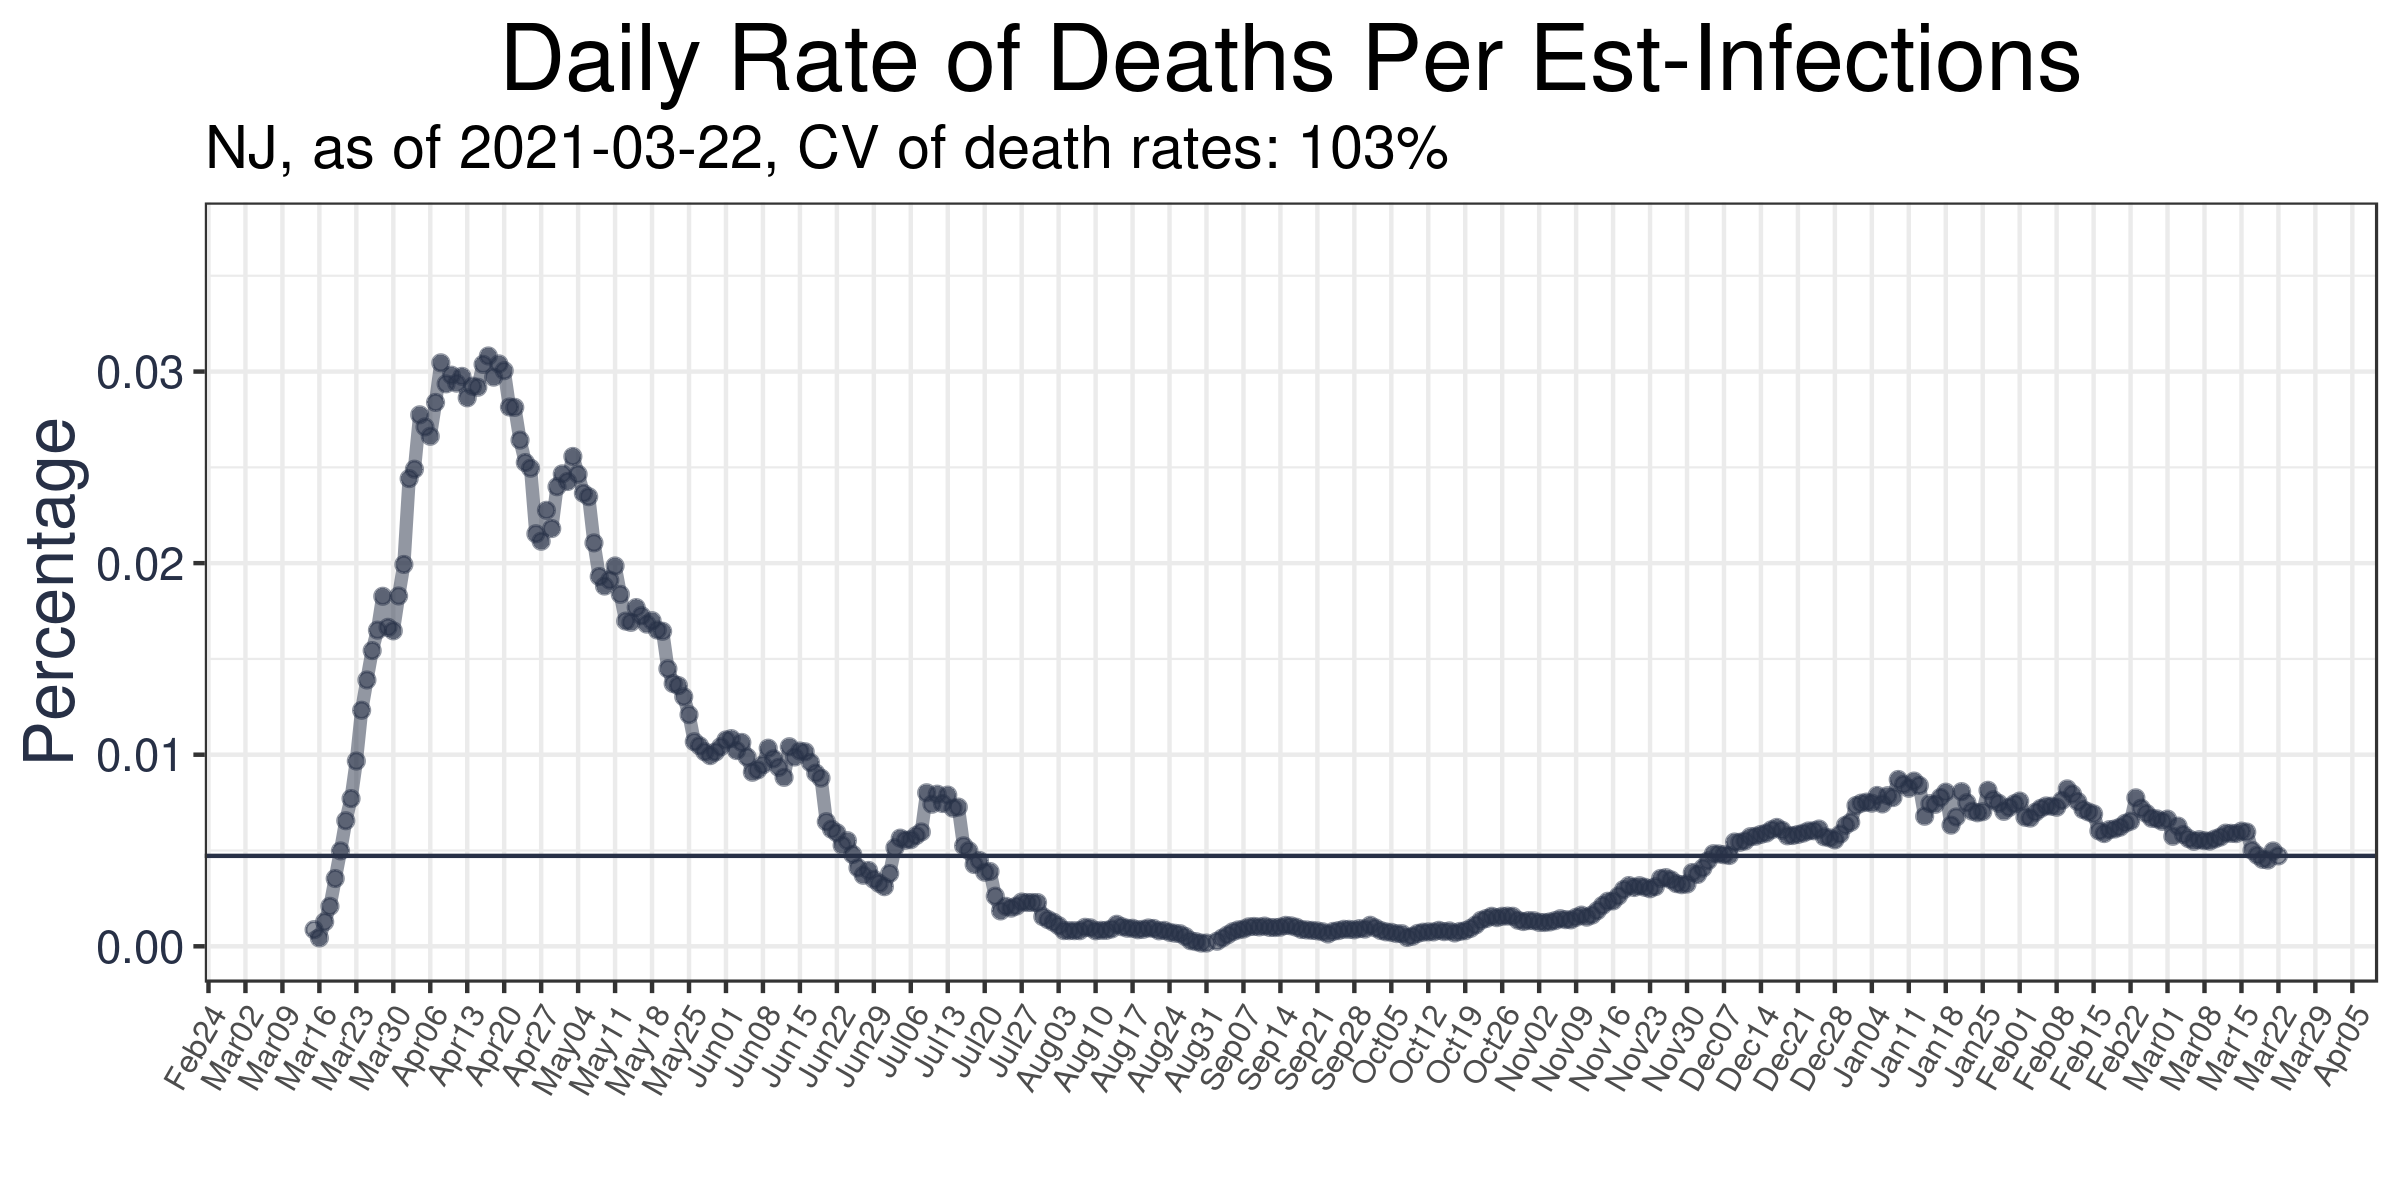 Daily Rate of Deaths Per Est-Infections
NJ, as of 2021-03-22, CV of death rates: 103%
Percentage
0.03
0.02
0.01
0.00
Feb24
Mar02
Mar09
Mar16
Mar23
Mar30
Apr06
Apr13
Apr20
Apr27
May04
May11
May18
May25
Jun01
Jun08
Jun15
Jun22
Jun29
Jul06
Jul13
Jul20
Jul27
Aug03
Aug10
Aug17
Aug24
Aug31
Sep07
Sep14
Sep21
Sep28
Oct05
Oct12
Oct19
Oct26
Nov02
Nov09
Nov16
Nov23
Nov30
Dec07
Dec14
Dec21
Dec28
Jan04
Jan11
Jan18
Jan25
Feb01
Feb08
Feb15
Feb22
Mar01
Mar08
Mar15
Mar22
Mar29
Apr05